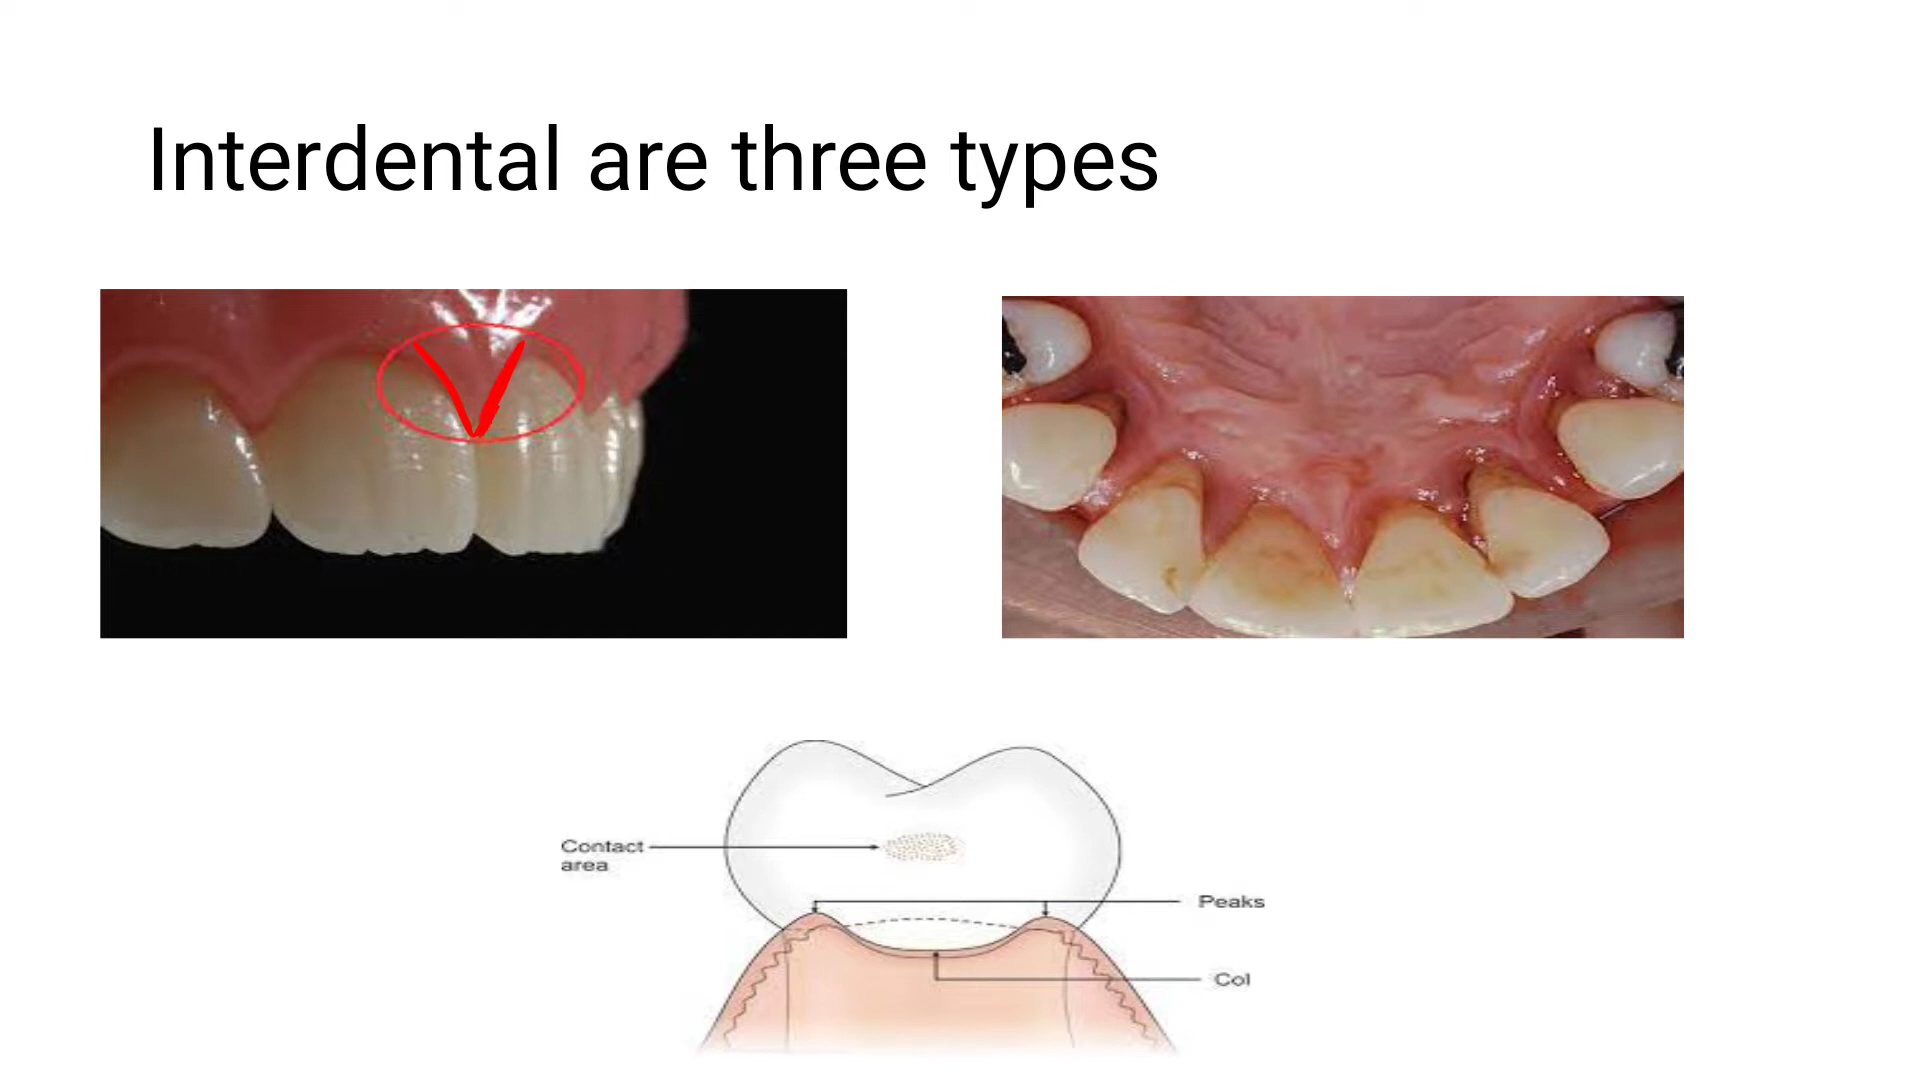 Interdental are three types
Contact
area
Peaks
Col